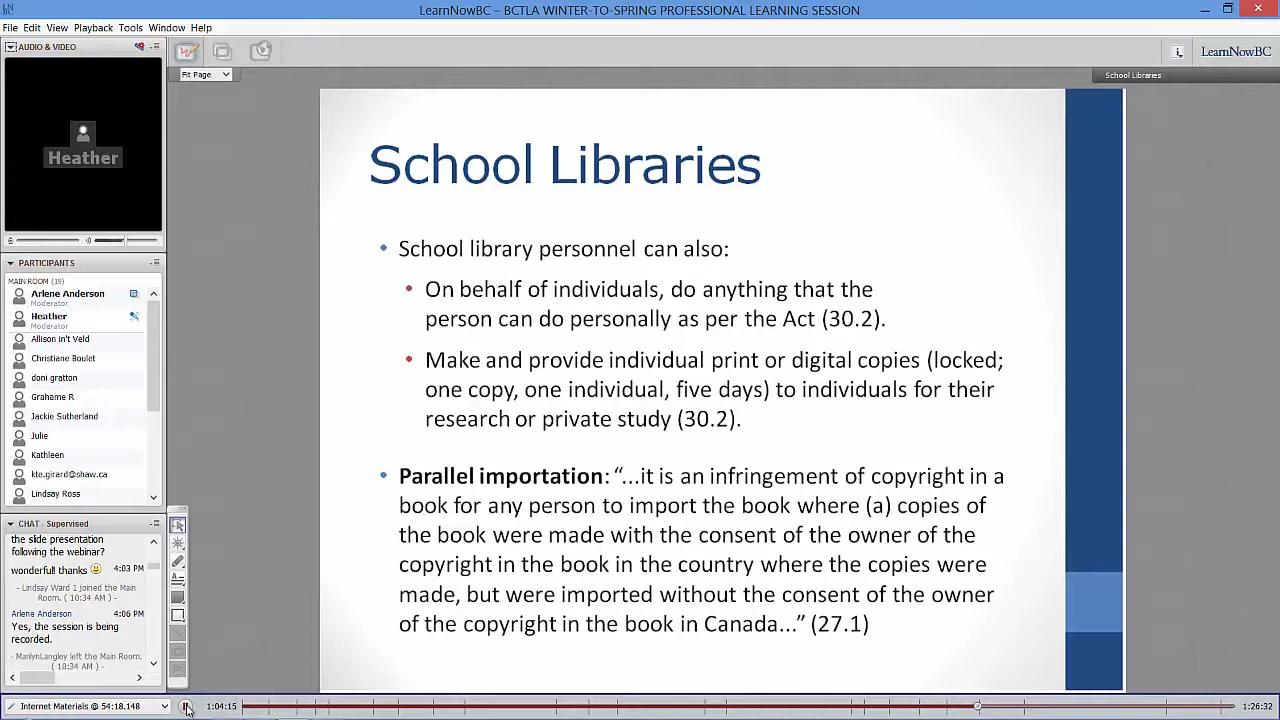 LearnNowBC – BCTLA WINTER-TO-SPRING PROFESSIONAL LEARNING SESSION
File Edit View Playback Tools Window Help
AUDIO & VIDEO
LearnNowBC
Fit Page
School Libraries
Heather
PARTICIPANTS
MAIN ROOM (19)
Arlene Anderson
Moderator
Heather
Moderator
Allison in't Veld
Christiane Boulet
doni gratton
Grahame R
Jackie Sutherland
Julie
Kathleen
kte.girard@shaw.ca
Lindsay Ross
CHAT - Supervised
the slide presentation
following the webinar?
wonderful! thanks 4:03 PM
- Lindsay Ward 1 joined the Main
Room. ( 10:34 AM ) -
Arlene Anderson 4:06 PM
Yes, the session is being
recorded.
- MarilynLangley left the Main Room.
( 10:34 AM ) -
School Libraries
• School library personnel can also:
• On behalf of individuals, do anything that the
person can do personally as per the Act (30.2).
• Make and provide individual print or digital copies (locked;
one copy, one individual, five days) to individuals for their
research or private study (30.2).
• Parallel importation: “...it is an infringement of copyright in a
book for any person to import the book where (a) copies of
the book were made with the consent of the owner of the
copyright in the book in the country where the copies were
made, but were imported without the consent of the owner
of the copyright in the book in Canada...” (27.1)
Internet Materials @ 54:18.148
1:04:15
1:26:32